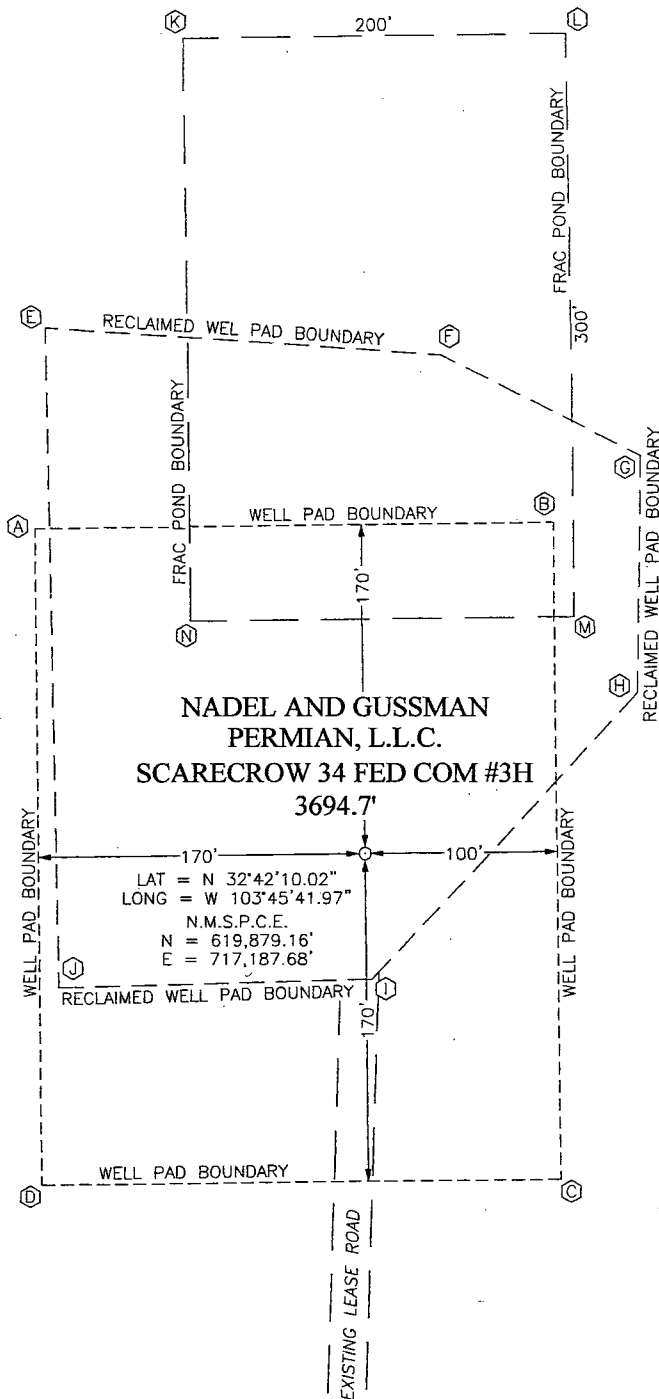 K
200'
L
FRAC POND BOUNDARY
E
RECLAIMED WEL PAD BOUNDARY
F
300'
G
FRAC POND BOUNDARY
A
WELL PAD BOUNDARY
B
RECLAIMED WELL PAD BOUNDARY
170'
N
M
H
NADEL AND GUSSMAN
PERMIAN, L.L.C.
SCARECROW 34 FED COM #3H
3694.7'
WELL PAD BOUNDARY
170'
100'
LAT = N 32°42'10.02"
LONG = W 103°45'41.97"
N.M.S.P.C.E.
N = 619,879.16'
E = 717,187.68'
WELL PAD BOUNDARY
J
RECLAIMED WELL PAD BOUNDARY
I
170'
WELL PAD BOUNDARY
D
C
EXISTING LEASE ROAD